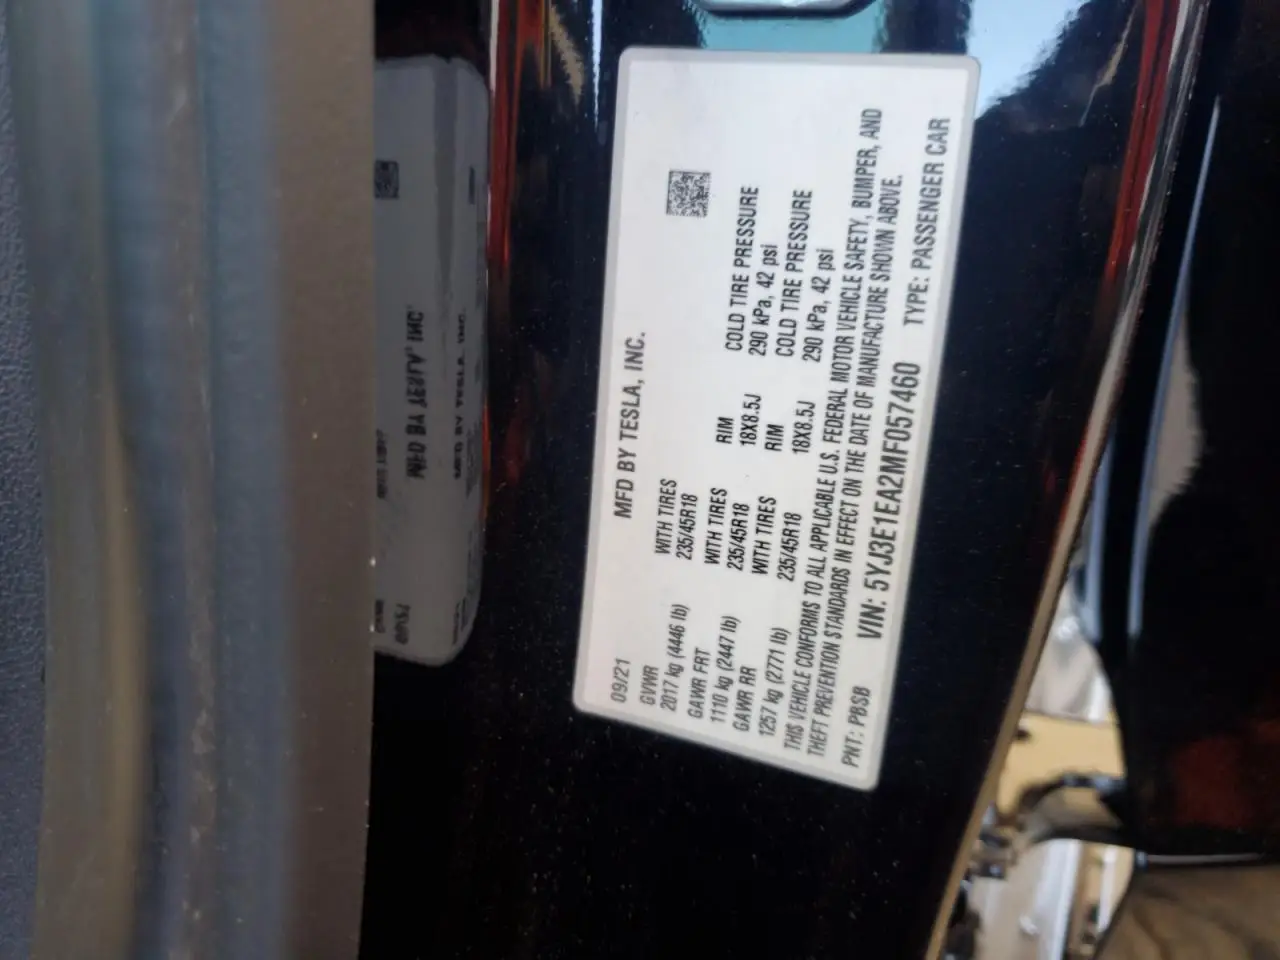 MFD BY TESLA, INC.
09/21
GVWR WITH TIRES
2017 kg (4446 lb) 235/45R18
GAWR FRT WITH TIRES RIM COLD TIRE PRESSURE
1110 kg (2447 lb) 235/45R18 18X8.5J 290 kPa, 42 psi
GAWR RR WITH TIRES RIM COLD TIRE PRESSURE
1257 kg (2771 lb) 235/45R18 18X8.5J 290 kPa, 42 psi
THIS VEHICLE CONFORMS TO ALL APPLICABLE U.S. FEDERAL MOTOR VEHICLE SAFETY, BUMPER, AND
THEFT PREVENTION STANDARDS IN EFFECT ON THE DATE OF MANUFACTURE SHOWN ABOVE.
PNT: PBSB VIN: 5YJ3E1EA2MF057460 TYPE: PASSENGER CAR